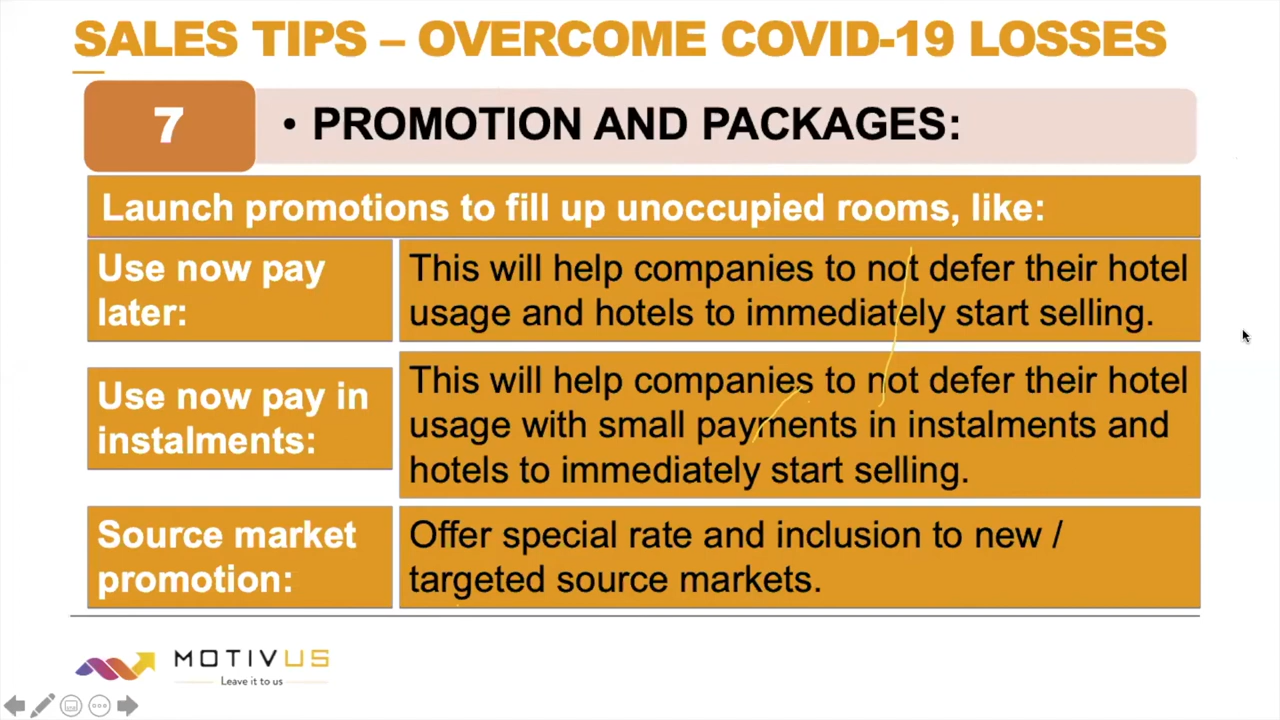 SALES TIPS – OVERCOME COVID-19 LOSSES
7
• PROMOTION AND PACKAGES:
Launch promotions to fill up unoccupied rooms, like:
Use now pay
later:
This will help companies to not defer their hotel
usage and hotels to immediately start selling.
Use now pay in
instalments:
This will help companies to not defer their hotel
usage with small payments in instalments and
hotels to immediately start selling.
Source market
promotion:
Offer special rate and inclusion to new /
targeted source markets.
MOTIVUS
Leave it to us